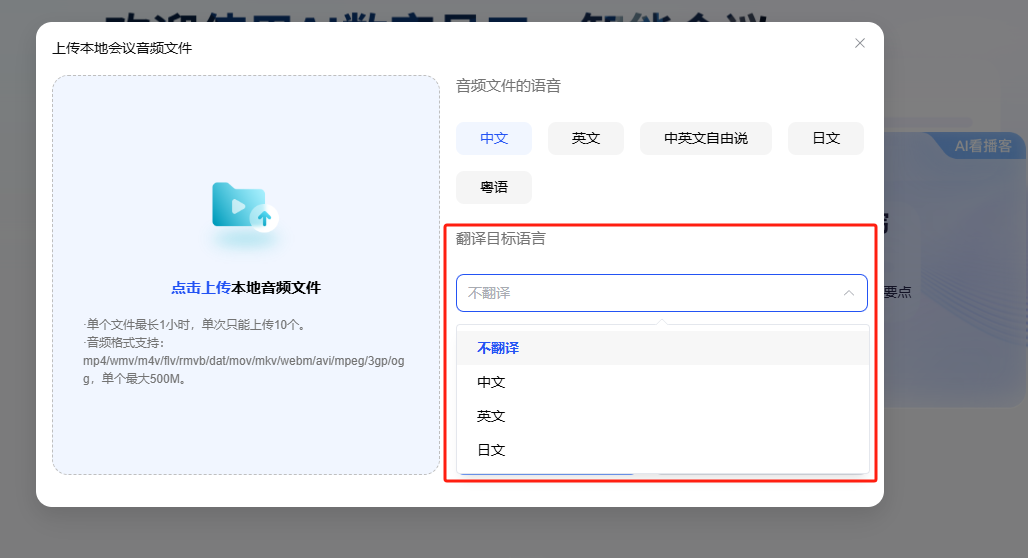 上传本地会议音频文件
音频文件的语音
中文
英文
中英文自由说
日文
粤语
点击上传本地音频文件
·单个文件最长1小时，单次只能上传10个。
·音频格式支持：
mp4/wmv/m4v/flv/rmvb/dat/mov/mkv/webm/avi/mpeg/3gp/og
g，单个最大500M。
翻译目标语言
不翻译
不翻译
中文
英文
日文
AI看播客
要点